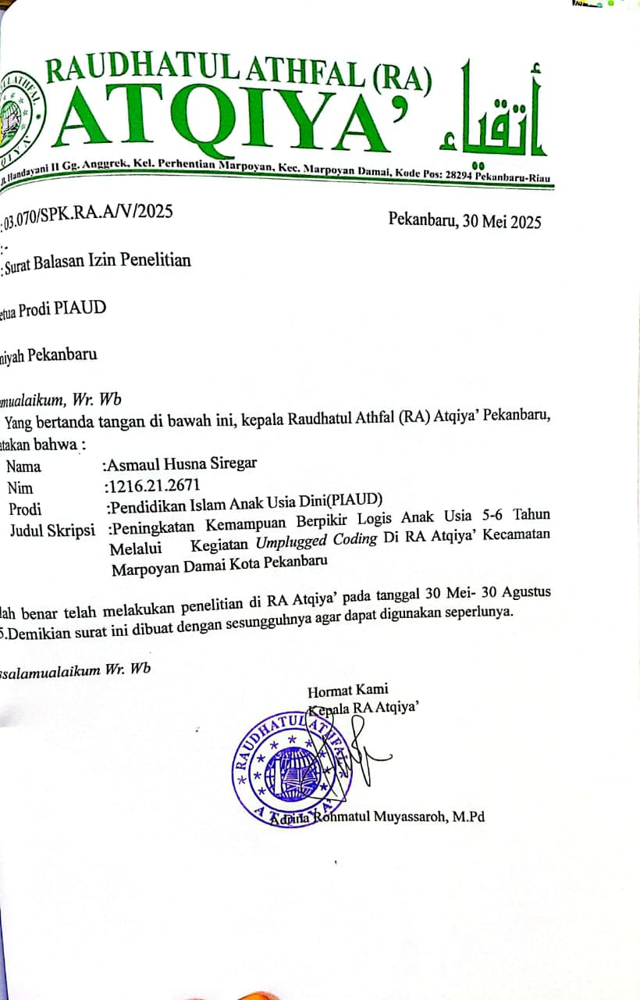 RAUDHATUL ATHFAL (RA)
ATQIYA’
أتقياء
Handayani II Gg. Anggrek, Kel. Perhentian Marpoyan, Kec. Marpoyan Damai, Kode Pos: 28294 Pekanbaru-Riau
:03.070/SPK.RA.A/V/2025
Pekanbaru, 30 Mei 2025
:-
:Surat Balasan Izin Penelitian
etua Prodi PIAUD
niyah Pekanbaru
mualaikum, Wr. Wb
Yang bertanda tangan di bawah ini, kepala Raudhatul Athfal (RA) Atqiya’ Pekanbaru,
atakan bahwa :
Nama :Asmaul Husna Siregar
Nim :1216.21.2671
Prodi :Pendidikan Islam Anak Usia Dini(PIAUD)
Judul Skripsi :Peningkatan Kemampuan Berpikir Logis Anak Usia 5-6 Tahun
Melalui Kegiatan Umplugged Coding Di RA Atqiya’ Kecamatan
Marpoyan Damai Kota Pekanbaru
lah benar telah melakukan penelitian di RA Atqiya’ pada tanggal 30 Mei- 30 Agustus
5.Demikian surat ini dibuat dengan sesungguhnya agar dapat digunakan seperlunya.
ssalamualaikum Wr. Wb
Hormat Kami
Kepala RA Atqiya’
RAUDHATUL ATHFAL
Rohmatul Muyassaroh, M.Pd